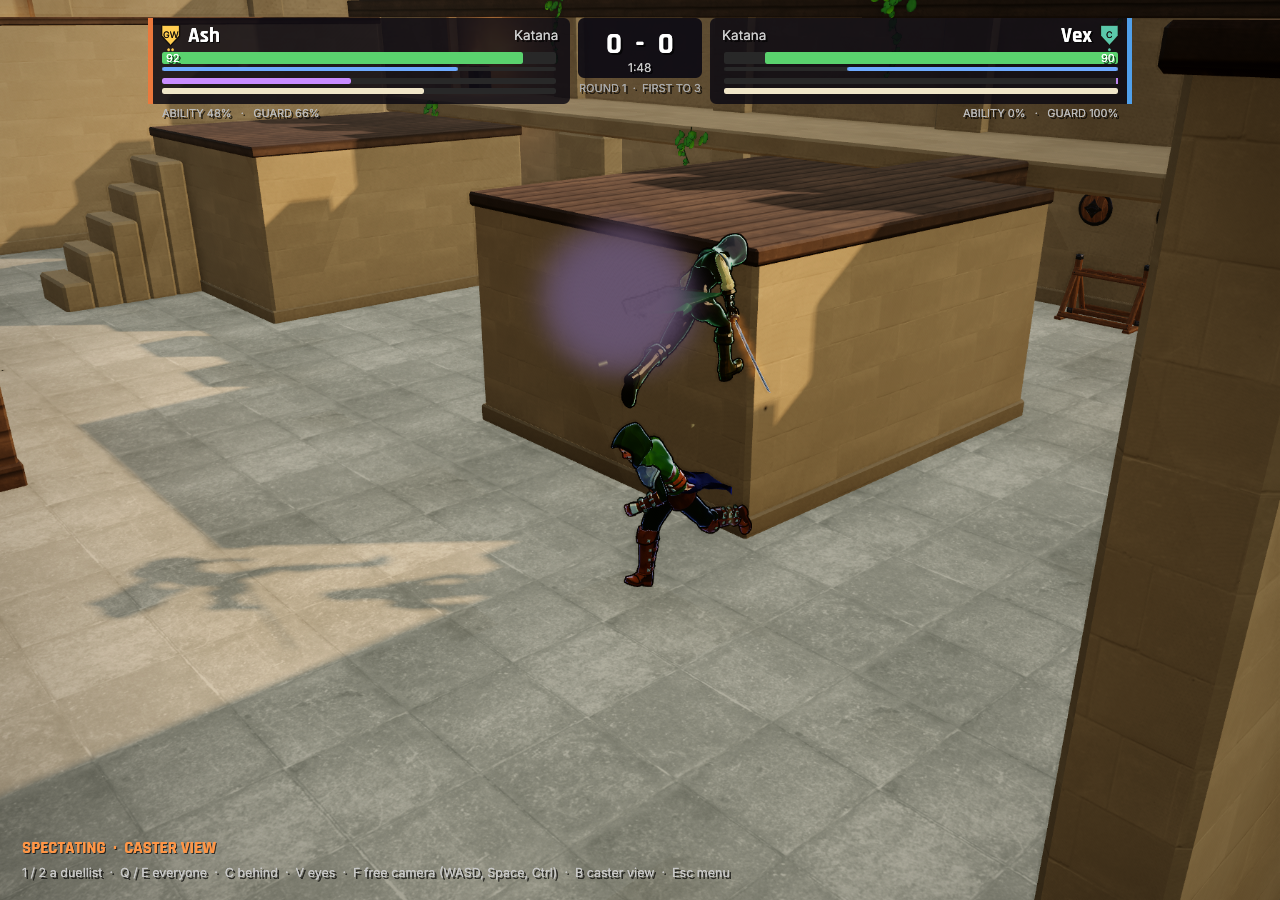 GW Ash Katana
92
0 - 0
1:48
ROUND 1 · FIRST TO 3
Katana Vex C
90
ABILITY 48% · GUARD 66%
ABILITY 0% · GUARD 100%
SPECTATING · CASTER VIEW
1 / 2 a duellist · Q / E everyone · C behind · V eyes · F free camera (WASD, Space, Ctrl) · B caster view · Esc menu